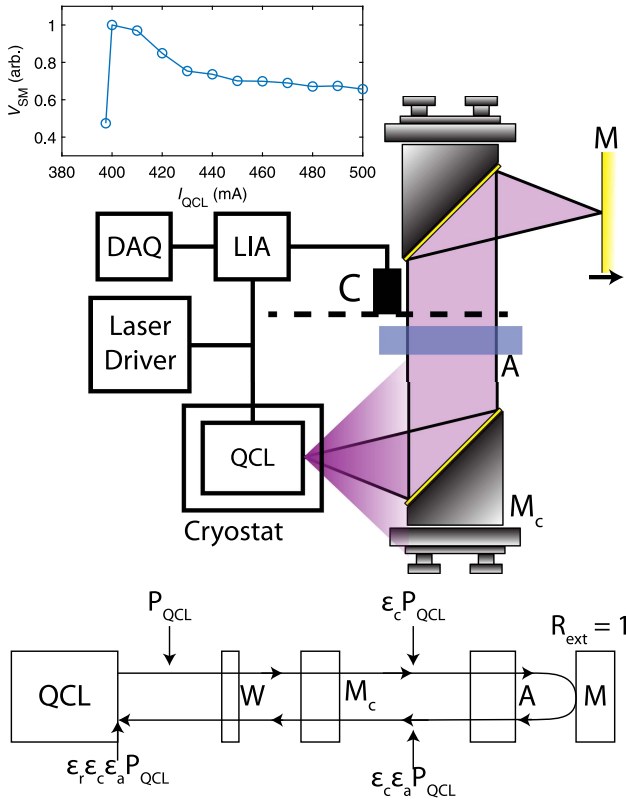 1
0.8
0.6
0.4
V_SM (arb.)
380 400 420 440 460 480 500
I_QCL (mA)
M
DAQ
LIA
C
Laser
Driver
A
QCL
Cryostat
M_c
P_QCL
ε_cP_QCL
R_ext = 1
QCL
W
M_c
A
M
ε_rε_cε_aP_QCL
ε_cε_aP_QCL